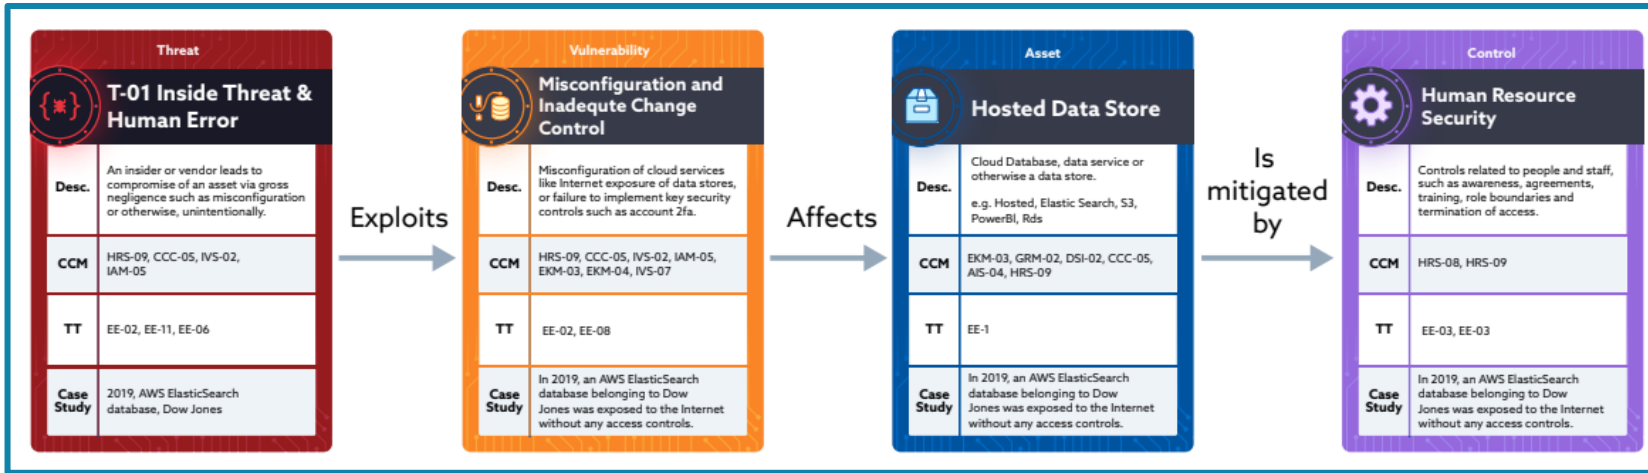 Threat
T-01 Inside Threat &
Human Error
Desc.
An insider or vendor leads to
compromise of an asset via gross
negligence such as misconfiguration
or otherwise, unintentionally.
CCM
HRS-09, CCC-05, IVS-02,
IAM-05
TT
EE-02, EE-11, EE-06
Case
Study
2019, AWS ElasticSearch
database, Dow Jones
Exploits
Vulnerability
Misconfiguration and
Inadequte Change
Control
Desc.
Misconfiguration of cloud services
like Internet exposure of data stores,
or failure to implement key security
controls such as account 2fa.
CCM
HRS-09, CCC-05, IVS-02, IAM-05,
EKM-03, EKM-04, IVS-07
TT
EE-02, EE-08
Case
Study
In 2019, an AWS ElasticSearch
database belonging to Dow
Jones was exposed to the Internet
without any access controls.
Affects
Asset
Hosted Data Store
Desc.
Cloud Database, data service or
otherwise a data store.
e.g. Hosted, Elastic Search, S3,
PowerBI, Rds
CCM
EKM-03, GRM-02, DSI-02, CCC-05,
AIS-04, HRS-09
TT
EE-1
Case
Study
In 2019, an AWS ElasticSearch
database belonging to Dow
Jones was exposed to the Internet
without any access controls.
Is
mitigated
by
Control
Human Resource
Security
Desc.
Controls related to people and staff,
such as awareness, agreements,
training, role boundaries and
termination of access.
CCM
HRS-08, HRS-09
TT
EE-03, EE-03
Case
Study
In 2019, an AWS ElasticSearch
database belonging to Dow
Jones was exposed to the Internet
without any access controls.